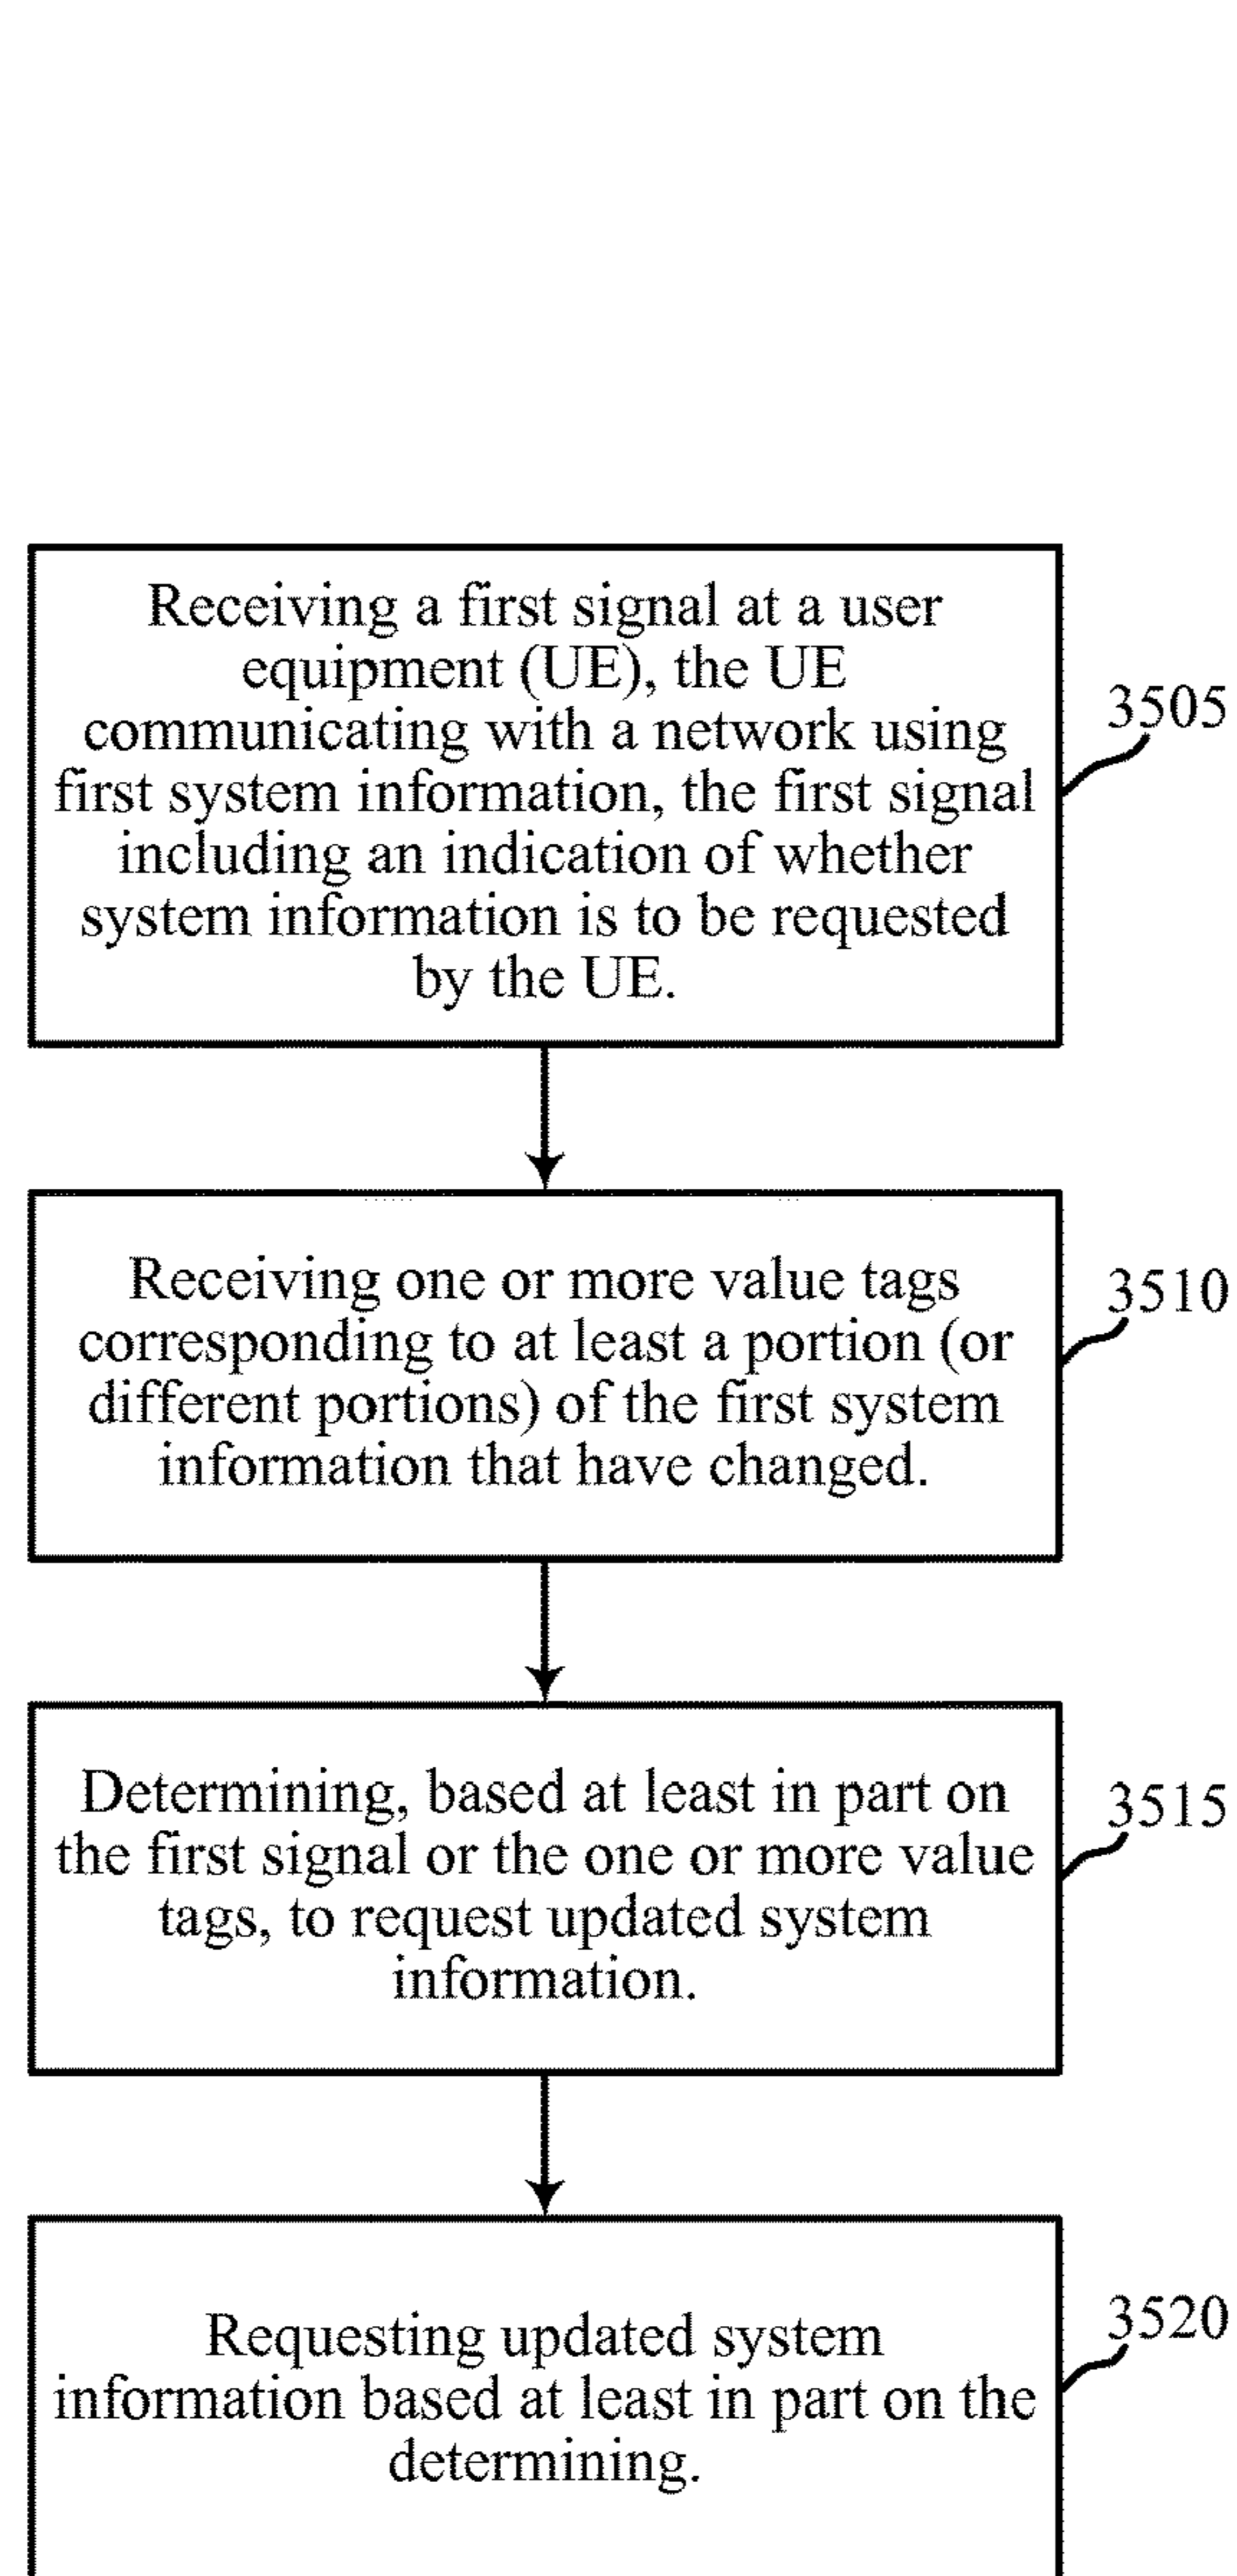 Receiving a first signal at a user
equipment (UE), the UE
communicating with a network using
first system information, the first signal
including an indication of whether
system information is to be requested
by the UE.
3505
Receiving one or more value tags
corresponding to at least a portion (or
different portions) of the first system
information that have changed.
3510
Determining, based at least in part on
the first signal or the one or more value
tags, to request updated system
information.
3515
Requesting updated system
information based at least in part on the
determining.
3520